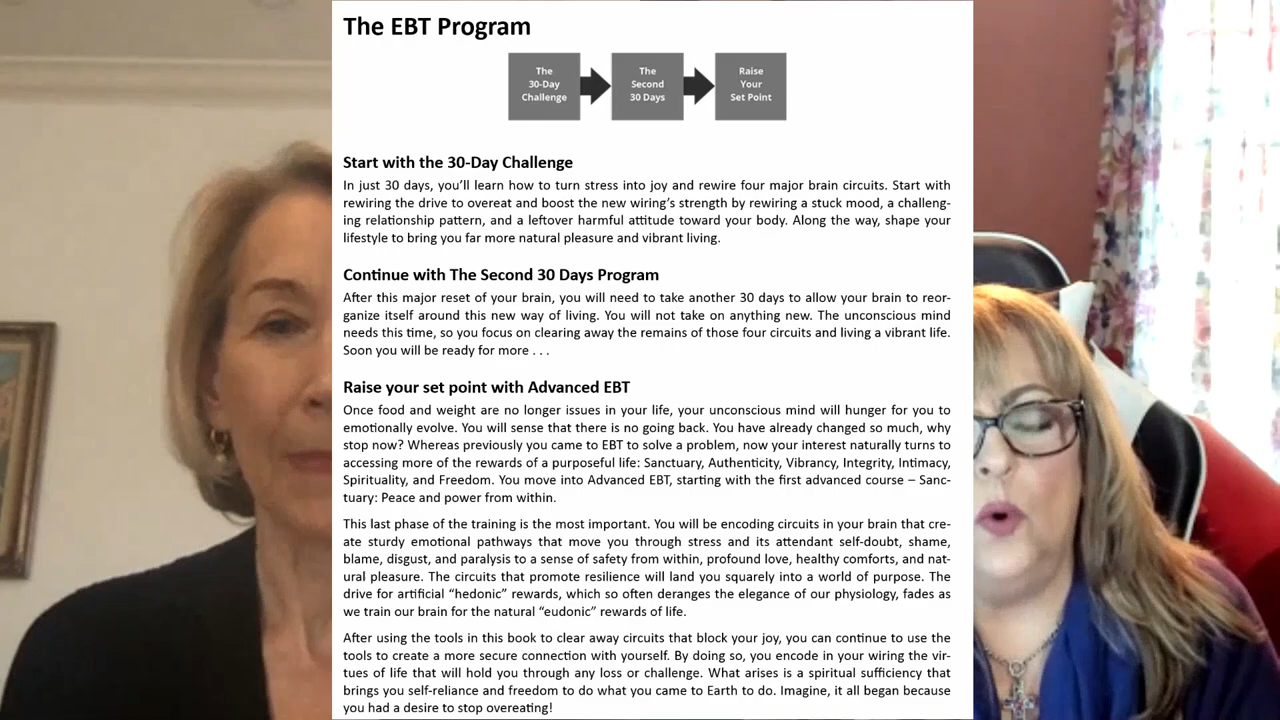 The EBT Program
The
30-Day
Challenge
The
Second
30 Days
Raise
Your
Set Point
Start with the 30-Day Challenge
In just 30 days, you'll learn how to turn stress into joy and rewire four major brain circuits. Start with
rewiring the drive to overeat and boost the new wiring's strength by rewiring a stuck mood, a challeng-
ing relationship pattern, and a leftover harmful attitude toward your body. Along the way, shape your
lifestyle to bring you far more natural pleasure and vibrant living.
Continue with The Second 30 Days Program
After this major reset of your brain, you will need to take another 30 days to allow your brain to reor-
ganize itself around this new way of living. You will not take on anything new. The unconscious mind
needs this time, so you focus on clearing away the remains of those four circuits and living a vibrant life.
Soon you will be ready for more . . .
Raise your set point with Advanced EBT
Once food and weight are no longer issues in your life, your unconscious mind will hunger for you to
emotionally evolve. You will sense that there is no going back. You have already changed so much, why
stop now? Whereas previously you came to EBT to solve a problem, now your interest naturally turns to
accessing more of the rewards of a purposeful life: Sanctuary, Authenticity, Vibrancy, Integrity, Intimacy,
Spirituality, and Freedom. You move into Advanced EBT, starting with the first advanced course – Sanc-
tuary: Peace and power from within.
This last phase of the training is the most important. You will be encoding circuits in your brain that cre-
ate sturdy emotional pathways that move you through stress and its attendant self-doubt, shame,
blame, disgust, and paralysis to a sense of safety from within, profound love, healthy comforts, and nat-
ural pleasure. The circuits that promote resilience will land you squarely into a world of purpose. The
drive for artificial “hedonic” rewards, which so often deranges the elegance of our physiology, fades as
we train our brain for the natural “eudonic” rewards of life.
After using the tools in this book to clear away circuits that block your joy, you can continue to use the
tools to create a more secure connection with yourself. By doing so, you encode in your wiring the vir-
tues of life that will hold you through any loss or challenge. What arises is a spiritual sufficiency that
brings you self-reliance and freedom to do what you came to Earth to do. Imagine, it all began because
you had a desire to stop overeating!